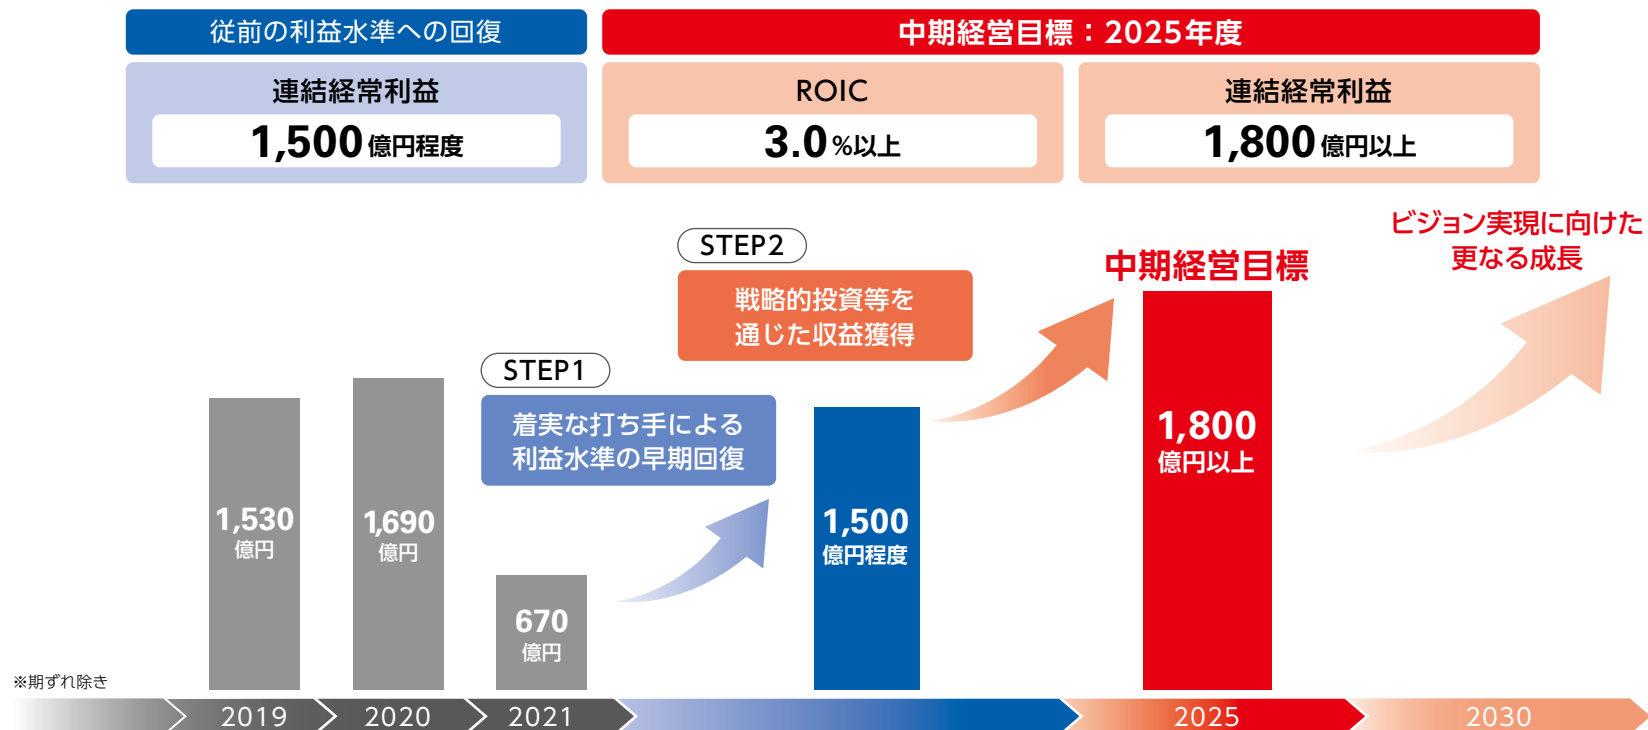 従前の利益水準への回復
中期経営目標：2025年度
連結経常利益
1,500億円程度
ROIC
3.0%以上
連結経常利益
1,800億円以上
ビジョン実現に向けた
更なる成長
STEP2
戦略的投資等を
通じた収益獲得
中期経営目標
STEP1
着実な打ち手による
利益水準の早期回復
1,530
億円
1,690
億円
670
億円
1,500
億円程度
1,800
億円以上
※期ずれ除き
2019
2020
2021
2025
2030